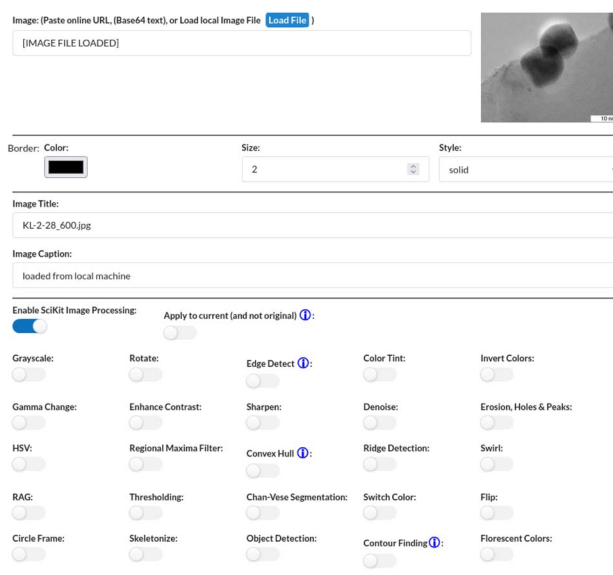 Image: (Paste online URL, (Base64 text), or Load local Image File Load File )
[IMAGE FILE LOADED]
Border: Color: Size: Style:
2 solid
Image Title:
KL-2-28_600.jpg
Image Caption:
loaded from local machine
Enable SciKit Image Processing: Apply to current (and not original) :
Grayscale: Rotate: Edge Detect : Color Tint: Invert Colors:
Gamma Change: Enhance Contrast: Sharpen: Denoise: Erosion, Holes & Peaks:
HSV: Regional Maxima Filter: Convex Hull : Ridge Detection: Swirl:
RAG: Thresholding: Chan-Vese Segmentation: Switch Color: Flip:
Circle Frame: Skeletonize: Object Detection: Contour Finding : Florescent Colors: